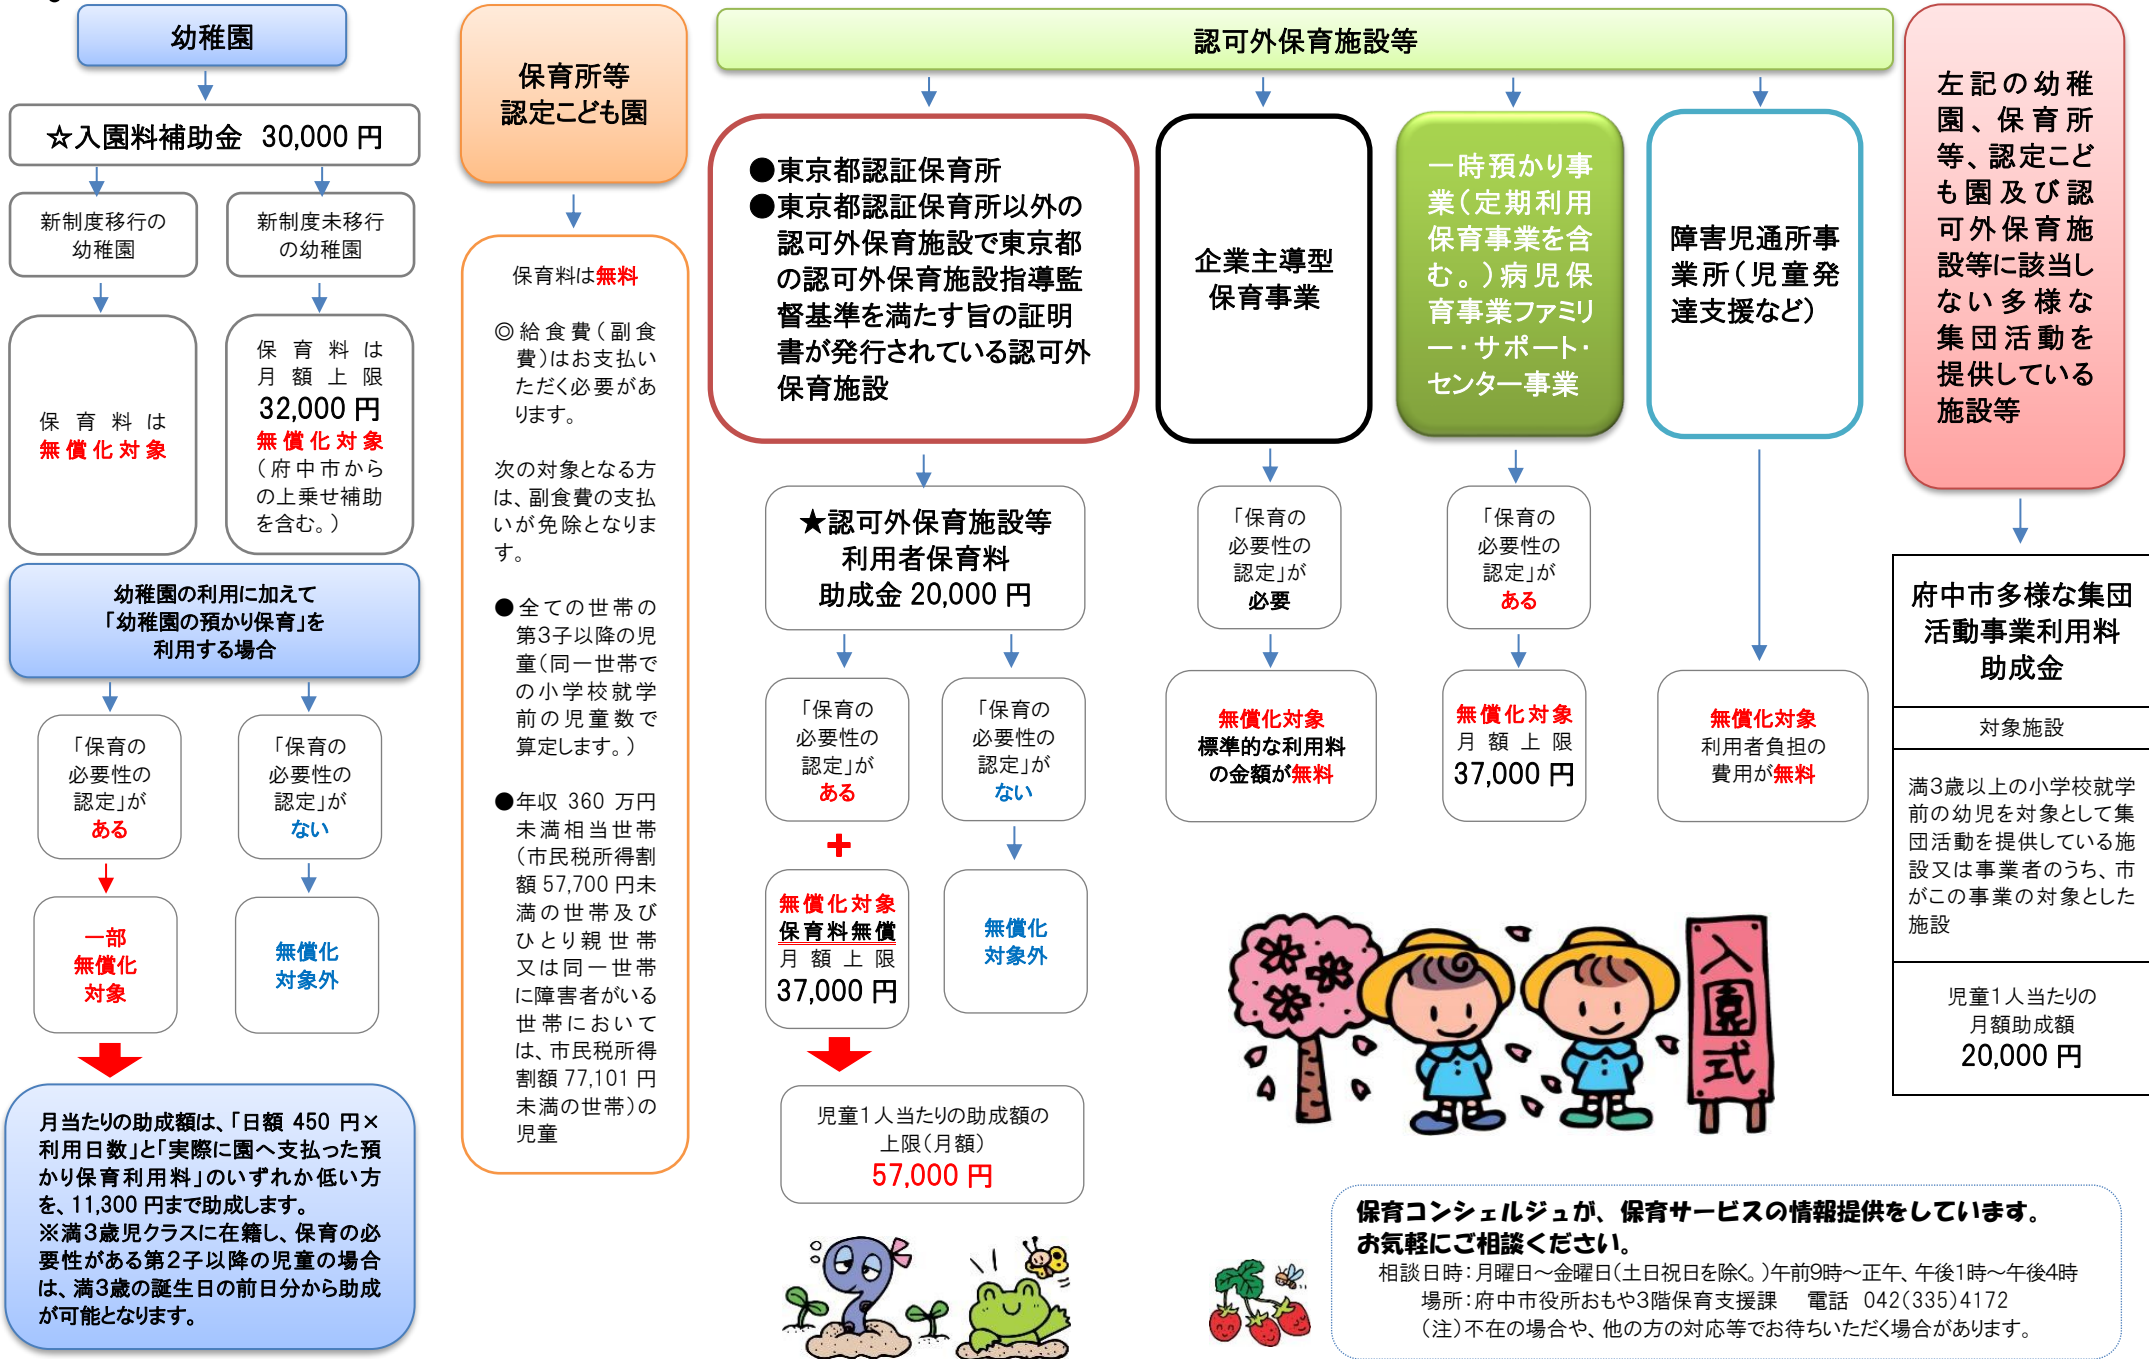 幼稚園
☆入園料補助金 30,000 円
新制度移行の
幼稚園
新制度未移行
の幼稚園
保育料は
無償化対象
保育料は
月額上限
32,000 円
無償化対象
（府中市から
の上乗せ補助
を含む。）
幼稚園の利用に加えて
「幼稚園の預かり保育」を
利用する場合
「保育の
必要性の
認定」が
ある
「保育の
必要性の
認定」が
ない
一部
無償化
対象
無償化
対象外
月当たりの助成額は、「日額 450 円×
利用日数」と「実際に園へ支払った預
かり保育利用料」のいずれか低い方
を、11,300 円まで助成します。
※満３歳児クラスに在籍し、保育の必
要性がある第２子以降の児童の場合
は、満３歳の誕生日の前日分から助成
が可能となります。
保育所等
認定こども園
保育料は無料
◎給食費（副食
費）はお支払い
ただく必要があ
ります。
次の対象となる方
は、副食費の支払
いが免除となりま
す。
●全ての世帯の
第３子以降の児
童（同一世帯で
の小学校就学
前の児童数で
算定します。）
●年収 360 万円
未満相当世帯
（市民税所得割
額 57,700 円未
満の世帯及び
ひとり親世帯
又は同一世帯
に障害者がいる
世帯において
は、市民税所得
割額 77,101 円
未満の世帯）の
児童
認可外保育施設等
●東京都認証保育所
●東京都認証保育所以外の
認可外保育施設で東京都
の認可外保育施設指導監
督基準を満たす旨の証明
書が発行されている認可外
保育施設
★認可外保育施設等
利用者保育料
助成金 20,000 円
「保育の
必要性の
認定」が
ある
「保育の
必要性の
認定」が
ない
無償化対象
保育料無償
月額上限
37,000 円
無償化
対象外
児童１人当たりの助成額の
上限（月額）
57,000 円
企業主導型
保育事業
「保育の
必要性の
認定」が
必要
無償化対象
標準的な利用料
の金額が無料
一時預かり事
業（定期利用
保育事業を含
む。）病児保
育事業ファミリ
ー・サポート・
センター事業
「保育の
必要性の
認定」が
ある
無償化対象
月額上限
37,000 円
障害児通所事
業所（児童発
達支援など）
無償化対象
利用者負担の
費用が無料
左記の幼稚
園、保育所
等、認定こど
も園及び認
可外保育施
設等に該当し
ない多様な
集団活動を
提供している
施設等
府中市多様な集団
活動事業利用料
助成金
対象施設
満３歳以上の小学校就学
前の幼児を対象として集
団活動を提供している施
設又は事業者のうち、市
がこの事業の対象とした
施設
児童１人当たりの
月額助成額
20,000 円
入園式
保育コンシェルジュが、保育サービスの情報提供をしています。
お気軽にご相談ください。
相談日時：月曜日～金曜日（土日祝日を除く。）午前９時～正午、午後１時～午後４時
場所：府中市役所おもや３階保育支援課 電話 042（335）4172
（注）不在の場合や、他の方の対応等でお待ちいただく場合があります。